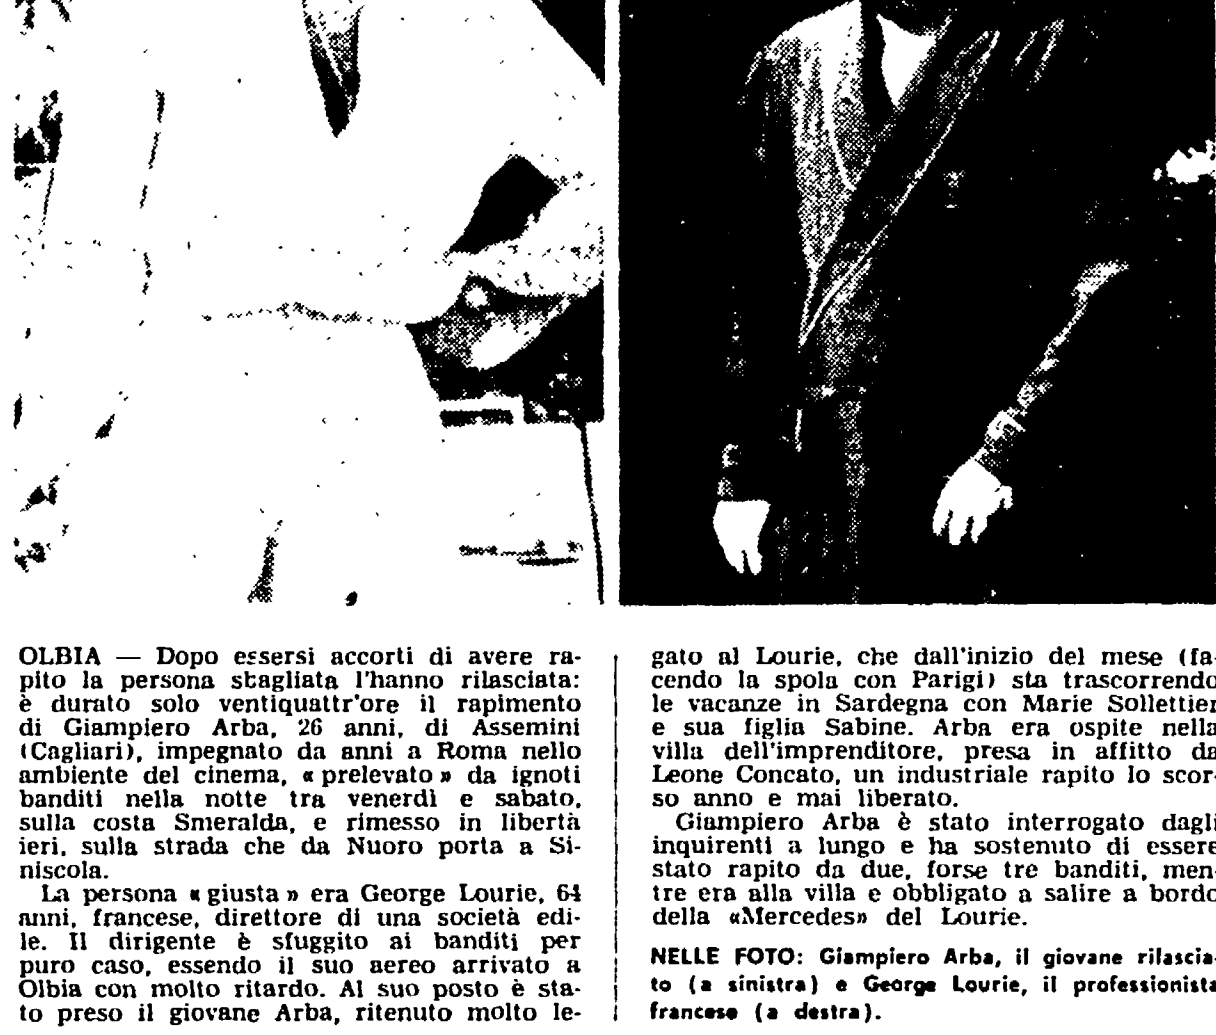 OLBIA — Dopo essersi accorti di avere ra-
pito la persona sbagliata l'hanno rilasciata:
è durato solo ventiquattr'ore il rapimento
di Giampiero Arba, 26 anni, di Assemini
(Cagliari), impegnato da anni a Roma nello
ambiente del cinema, « prelevato » da ignoti
banditi nella notte tra venerdì e sabato,
sulla costa Smeralda, e rimesso in libertà
ieri, sulla strada che da Nuoro porta a Si-
niscola.
La persona « giusta » era George Lourie, 64
anni, francese, direttore di una società edi-
le. Il dirigente è sfuggito ai banditi per
puro caso, essendo il suo aereo arrivato a
Olbia con molto ritardo. Al suo posto è sta-
to preso il giovane Arba, ritenuto molto le-
gato al Lourie, che dall'inizio del mese (fa-
cendo la spola con Parigi) sta trascorrendo
le vacanze in Sardegna con Marie Sollettier
e sua figlia Sabine. Arba era ospite nella
villa dell'imprenditore, presa in affitto da
Leone Concato, un industriale rapito lo scor-
so anno e mai liberato.
Giampiero Arba è stato interrogato dagli
inquirenti a lungo e ha sostenuto di essere
stato rapito da due, forse tre banditi, men-
tre era alla villa e obbligato a salire a bordo
della «Mercedes» del Lourie.
NELLE FOTO: Giampiero Arba, il giovane rilascia-
to (a sinistra) e George Lourie, il professionista
francese (a destra).